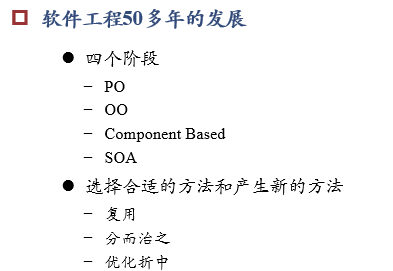 软件工程50多年的发展
四个阶段
– PO
– OO
– Component Based
– SOA
选择合适的方法和产生新的方法
– 复用
– 分而治之
– 优化折中